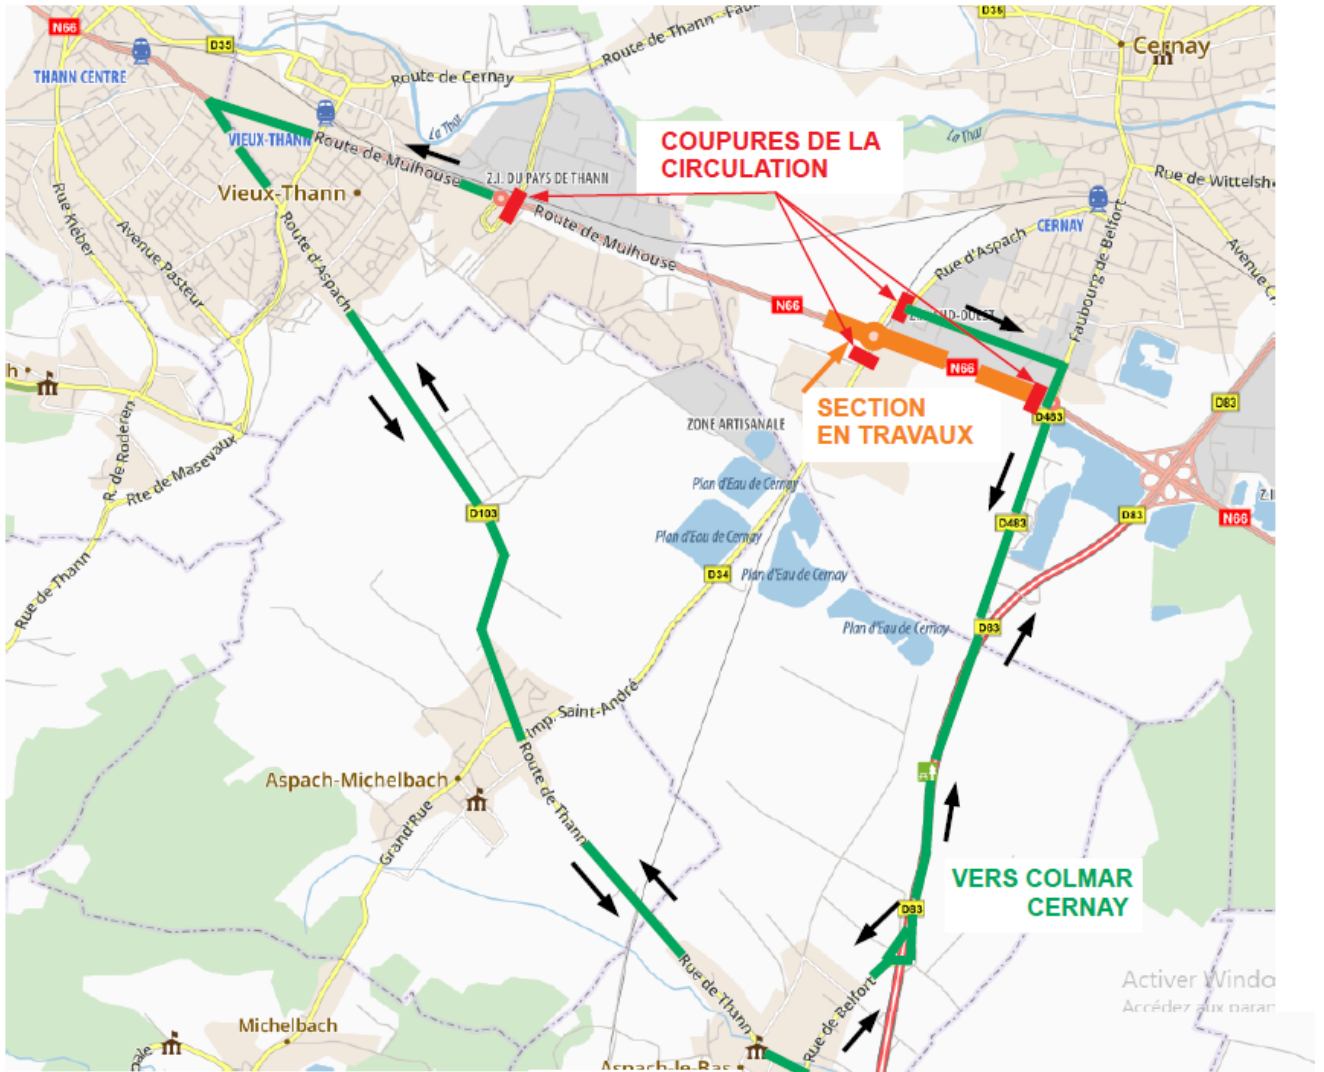 N66
D35
D35
Cernay
THANN CENTRE
Route de Thann
Route de Cernay
La Thur
La Thur
VIEUX-THANN
Route de Mulhouse
COUPURES DE LA
CIRCULATION
Z.I. DU PAYS DE THANN
Rue de Wittelsh
Vieux-Thann
Rue Kléber
Avenue Pasteur
Route d'Aspach
Route de Mulhouse
CERNAY
Rue d'Aspach
Faubourg de Belfort
Avenue
N66
UD-OUEST
N66
h
SECTION
EN TRAVAUX
D483
D83
ZONE ARTISANALE
R. de Roderen
Rte de Masevaux
Plan d'Eau de Cernay
Z.I
D103
D483
D83
N66
Plan d'Eau de Cernay
D34
Plan d'Eau de Cernay
Rue de Thann
Plan d'Eau de Cernay
D83
Imp. Saint-André
Aspach-Michelbach
Route de Thann
Grand'Rue
VERS COLMAR
CERNAY
D83
Rue de Thann
Rue de Belfort
Activer Windo
Accédez aux paran
Michelbach
pale
Aspach-le-Bas